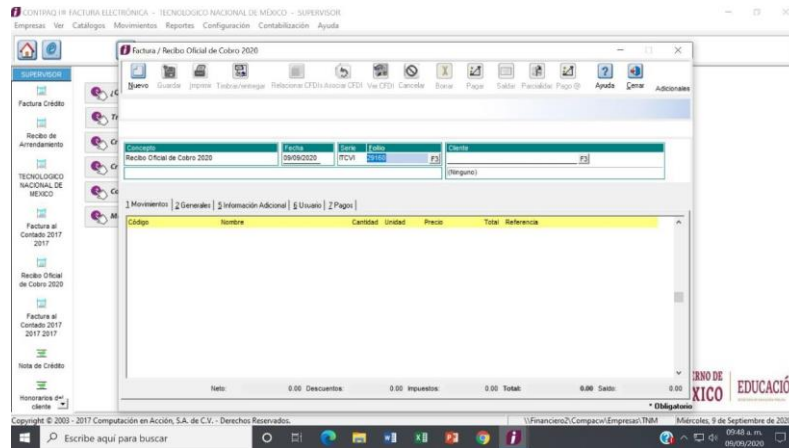 CONTPAQ i® FACTURA ELECTRÓNICA - TECNOLOGICO NACIONAL DE MÉXICO - SUPERVISOR
Empresas Ver Catálogos Movimientos Reportes Configuración Contabilización Ayuda
Factura / Recibo Oficial de Cobro 2020
Nuevo Guardar Imprimir Timbrar/entregar Relacionar CFDIs Asociar CFDI Ver CFDI Cancelar Borrar Pagar Saldar Parcialidad Pago @ Ayuda Cerrar Adicionales
SUPERVISOR
Factura Crédito
Recibo de
Arrendamiento
TECNOLOGICO
NACIONAL DE
MEXICO
Factura al
Contado 2017
2017
Recibo Oficial
de Cobro 2020
Factura al
Contado 2017
2017 2017
Nota de Crédito
Honorarios del
cliente
Concepto Fecha Serie Folio Cliente
Recibo Oficial de Cobro 2020 09/09/2020 ITCVI 29160 F3 F3
(Ninguno)
1 Movimientos 2 Generales 5 Información Adicional 6 Usuario 7 Pagos
Código Nombre Cantidad Unidad Precio Total Referencia
Neto: 0.00 Descuentos: 0.00 Impuestos: 0.00 Total: 0.00 Saldo: 0.00
* Obligatorio
RNO DE
XICO
EDUCACIÓ
Copyright © 2003 - 2017 Computación en Acción, S.A. de C.V. - Derechos Reservados. \\Financiero2\Compacw\Empresas\TNM Miércoles, 9 de Septiembre de 202
Escribe aquí para buscar
09:48 a. m.
09/09/2020